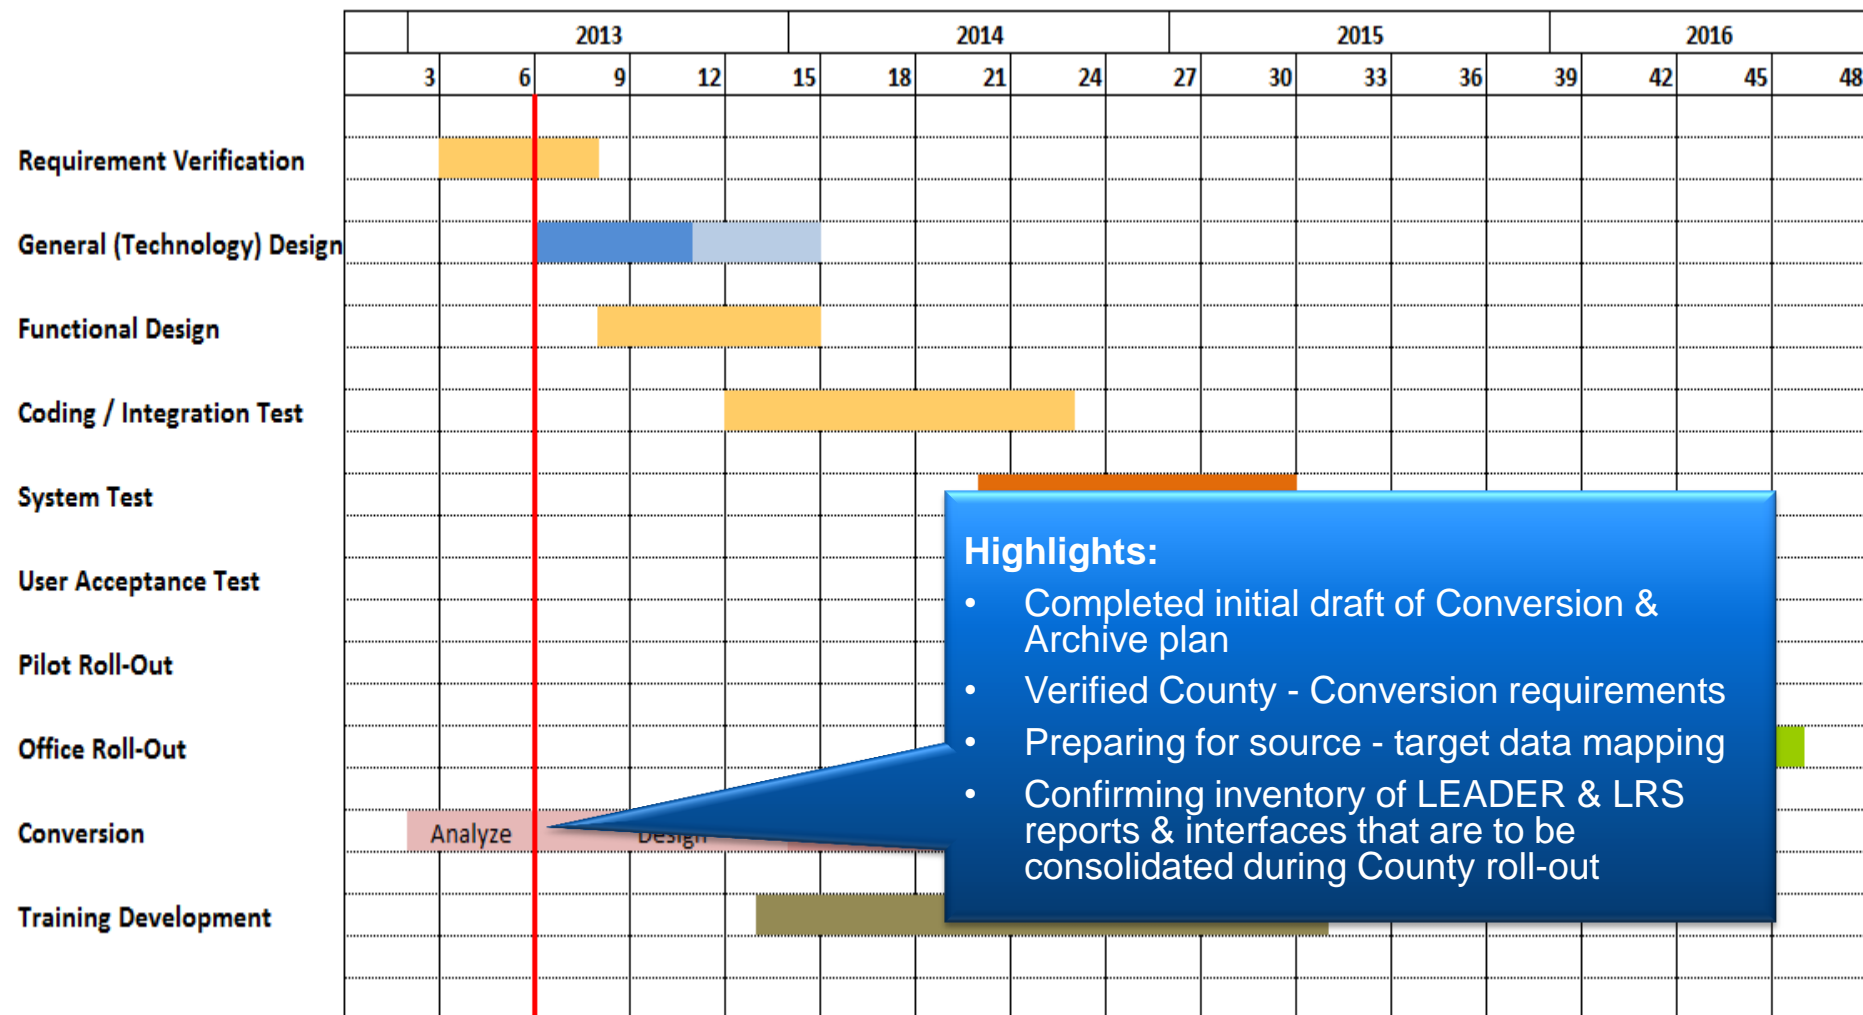 2013 2014 2015 2016
3 6 9 12 15 18 21 24 27 30 33 36 39 42 45 48
Requirement Verification
General (Technology) Design
Functional Design
Coding / Integration Test
System Test
User Acceptance Test
Pilot Roll-Out
Office Roll-Out
Conversion
Analyze
Design
Training Development
Highlights:
• Completed initial draft of Conversion &
Archive plan
• Verified County - Conversion requirements
• Preparing for source - target data mapping
• Confirming inventory of LEADER & LRS
reports & interfaces that are to be
consolidated during County roll-out